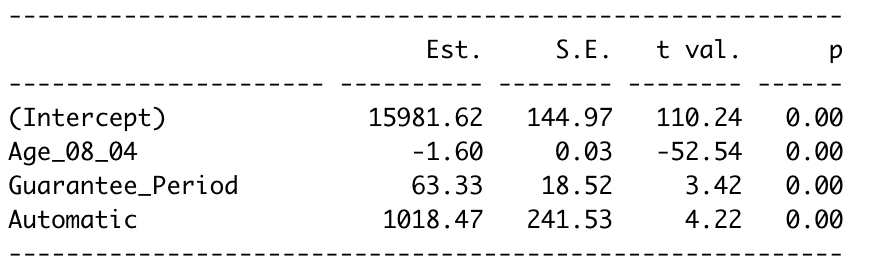 --------------------------------------------------------------
Est. S.E. t val. p
----------------------- ---------- -------- -------- ------
(Intercept) 15981.62 144.97 110.24 0.00
Age_08_04 -1.60 0.03 -52.54 0.00
Guarantee_Period 63.33 18.52 3.42 0.00
Automatic 1018.47 241.53 4.22 0.00
--------------------------------------------------------------